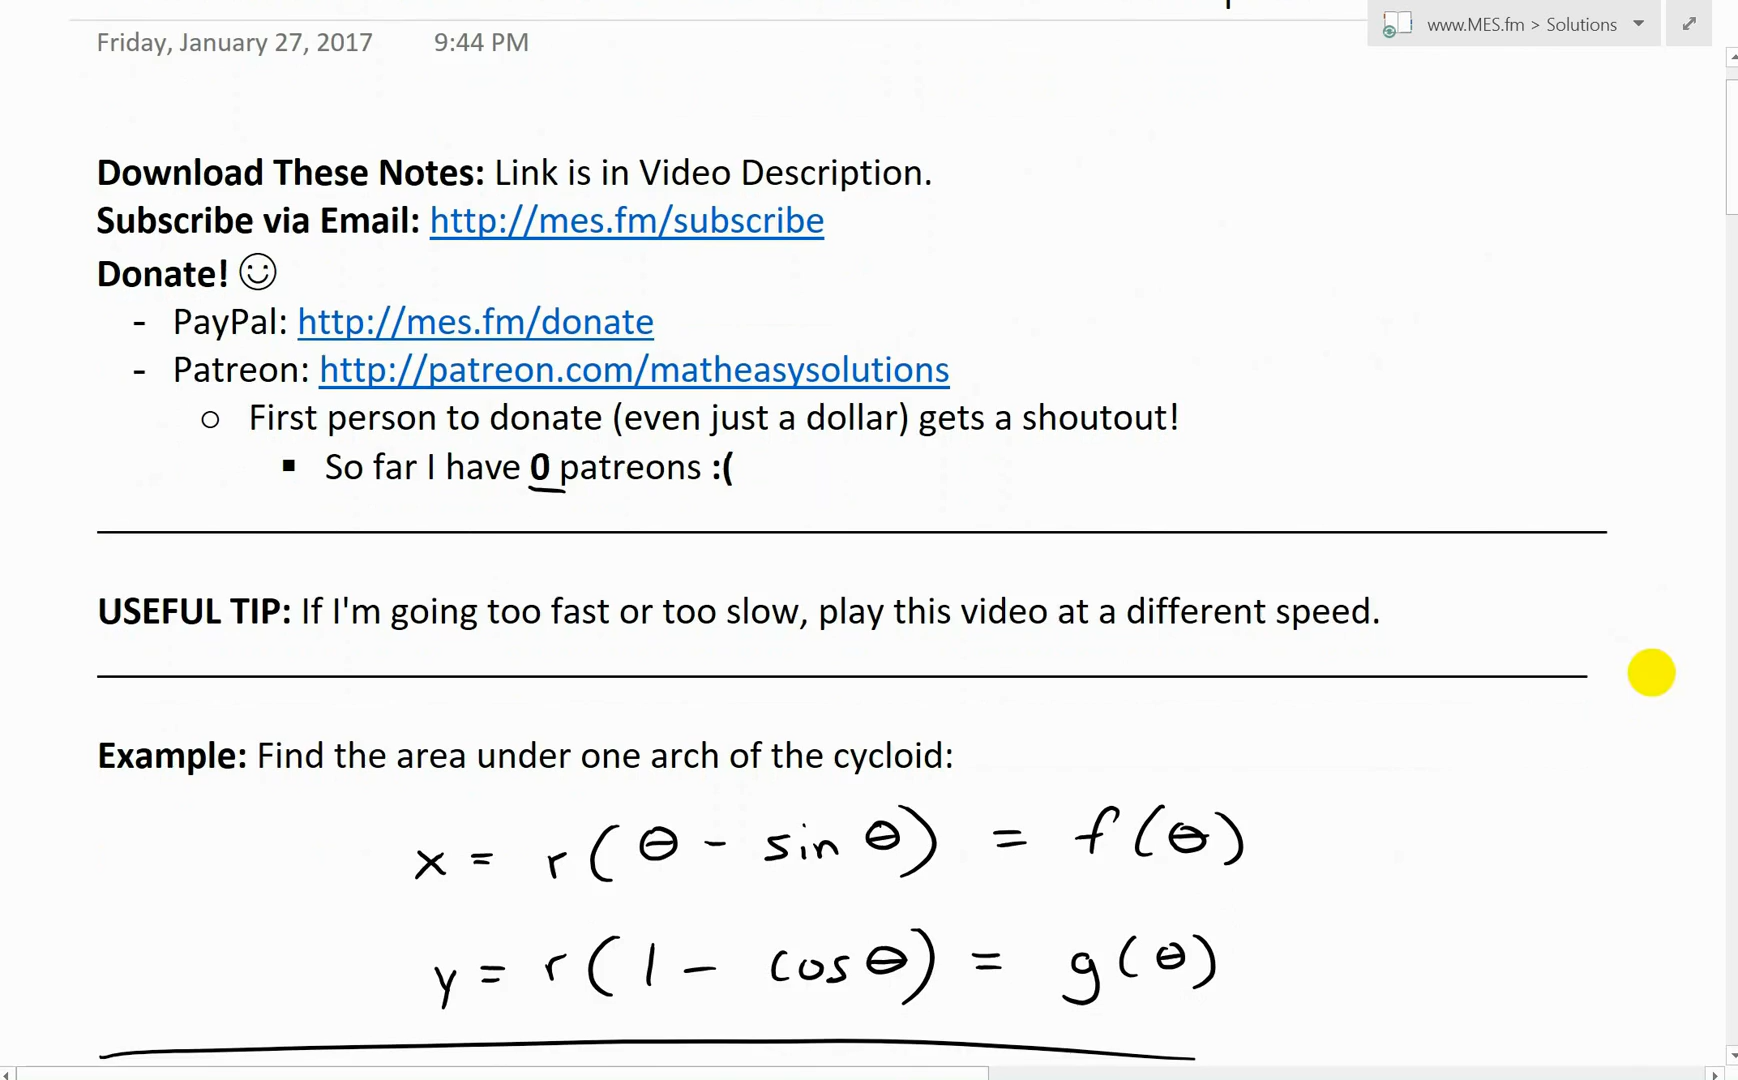 www.MES.fm > Solutions
Friday, January 27, 2017 9:44 PM
Download These Notes: Link is in Video Description.
Subscribe via Email: http://mes.fm/subscribe
Donate! ☺
- PayPal: http://mes.fm/donate
- Patreon: http://patreon.com/matheasysolutions
○ First person to donate (even just a dollar) gets a shoutout!
▪ So far I have 0 patreons :(
USEFUL TIP: If I'm going too fast or too slow, play this video at a different speed.
Example: Find the area under one arch of the cycloid:
x = r(θ - sin θ) = f(θ)
y = r(1 - cos θ) = g(θ)